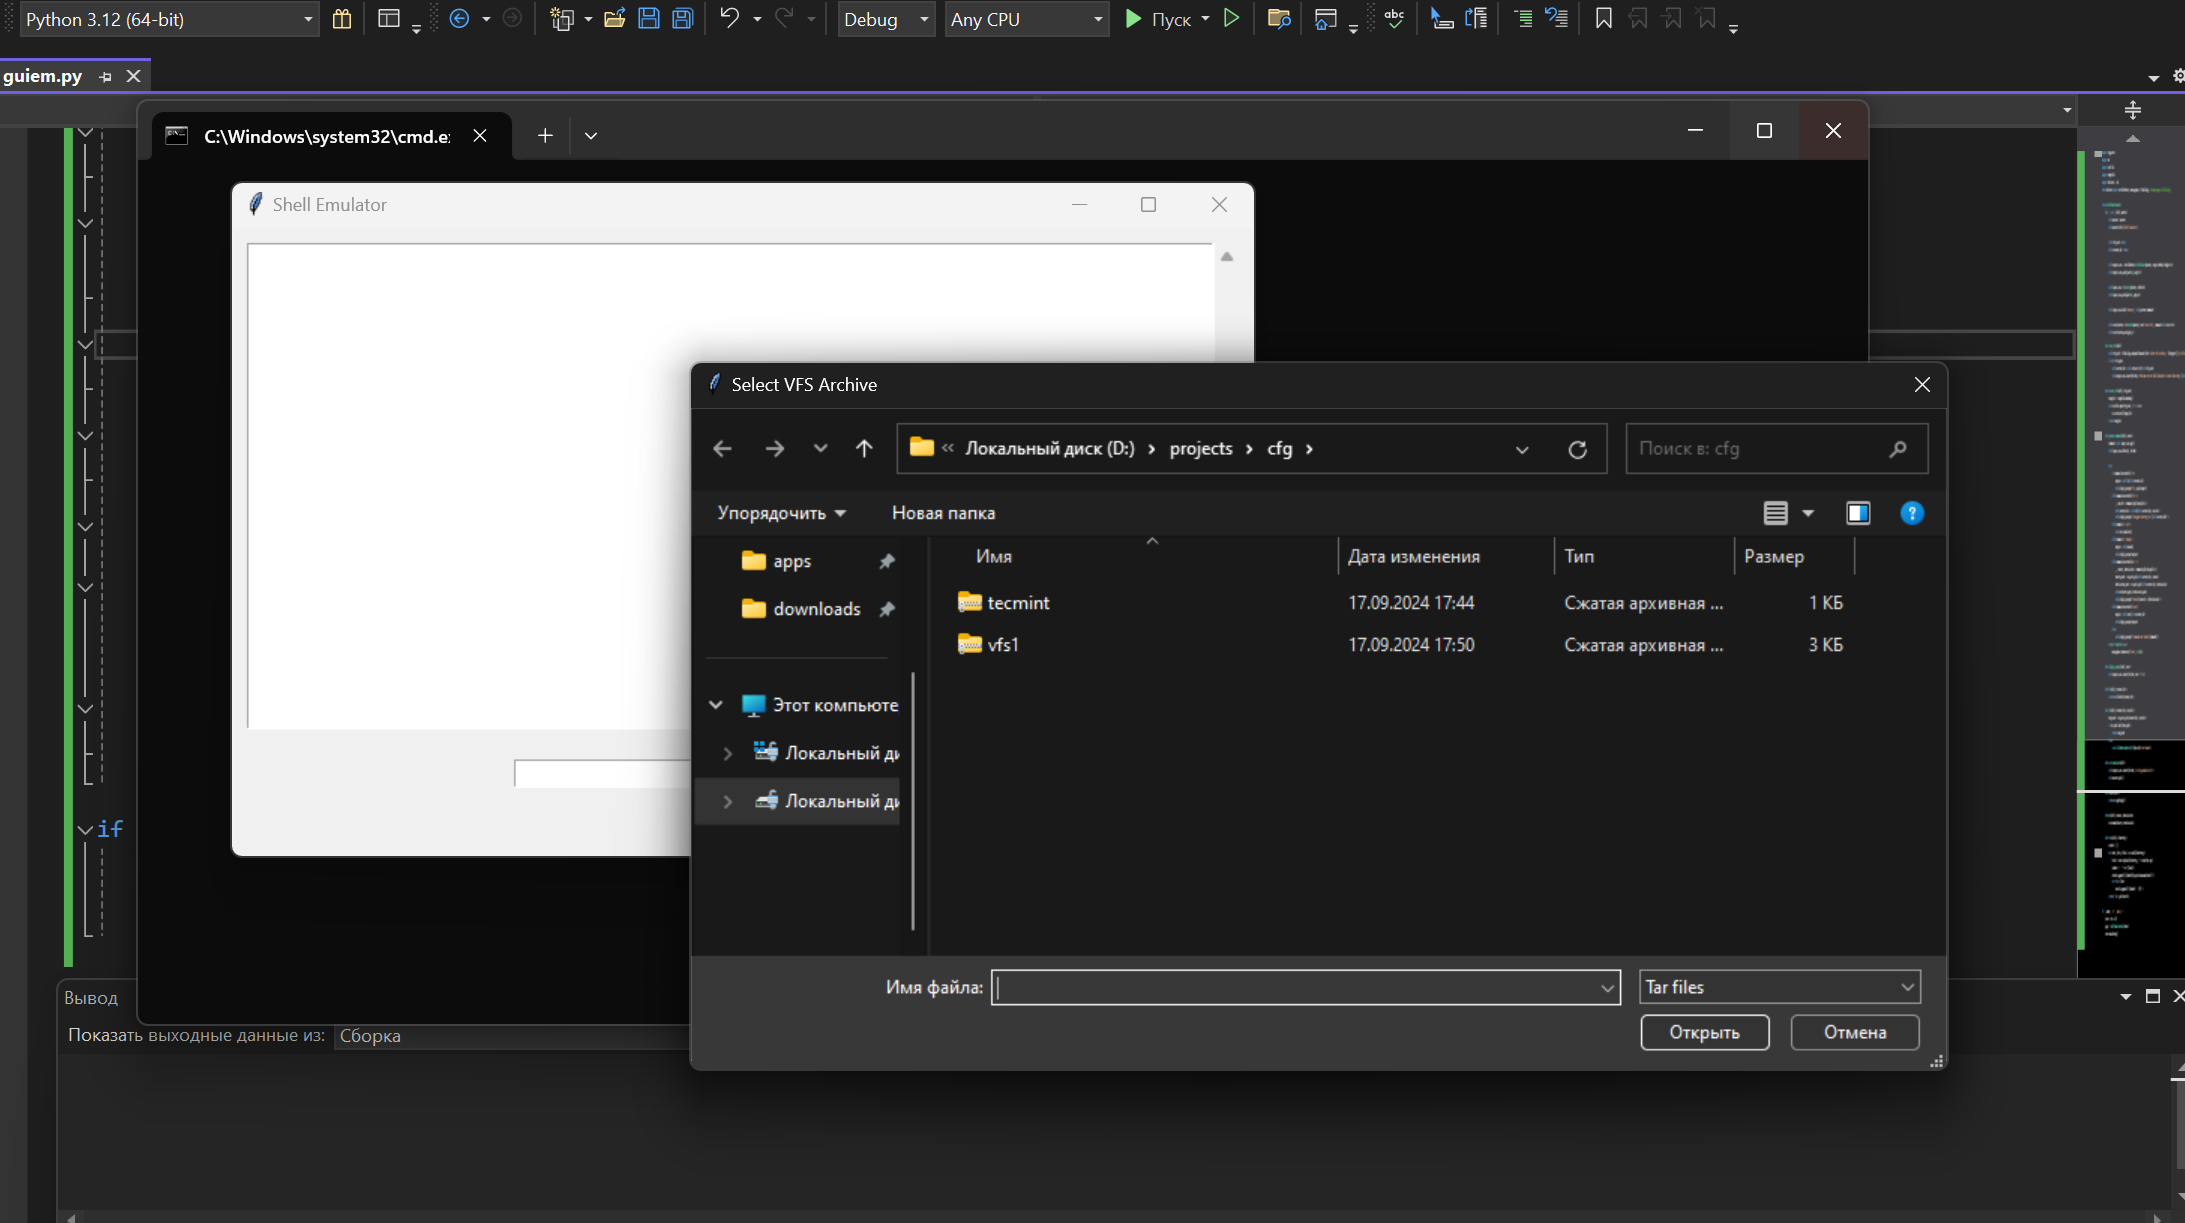 Python 3.12 (64-bit)
Debug
Any CPU
Пуск
abc
guiem.py
C:\Windows\system32\cmd.e
Shell Emulator
Select VFS Archive
« Локальный диск (D:) › projects › cfg ›
Поиск в: cfg
Упорядочить
Новая папка
?
apps
downloads
Этот компьюте
Локальный ди
Локальный ди
Имя
Дата изменения
Тип
Размер
tecmint
17.09.2024 17:44
Сжатая архивная ...
1 КБ
vfs1
17.09.2024 17:50
Сжатая архивная ...
3 КБ
if
Имя файла:
Tar files
Открыть
Отмена
Вывод
Показать выходные данные из:
Сборка